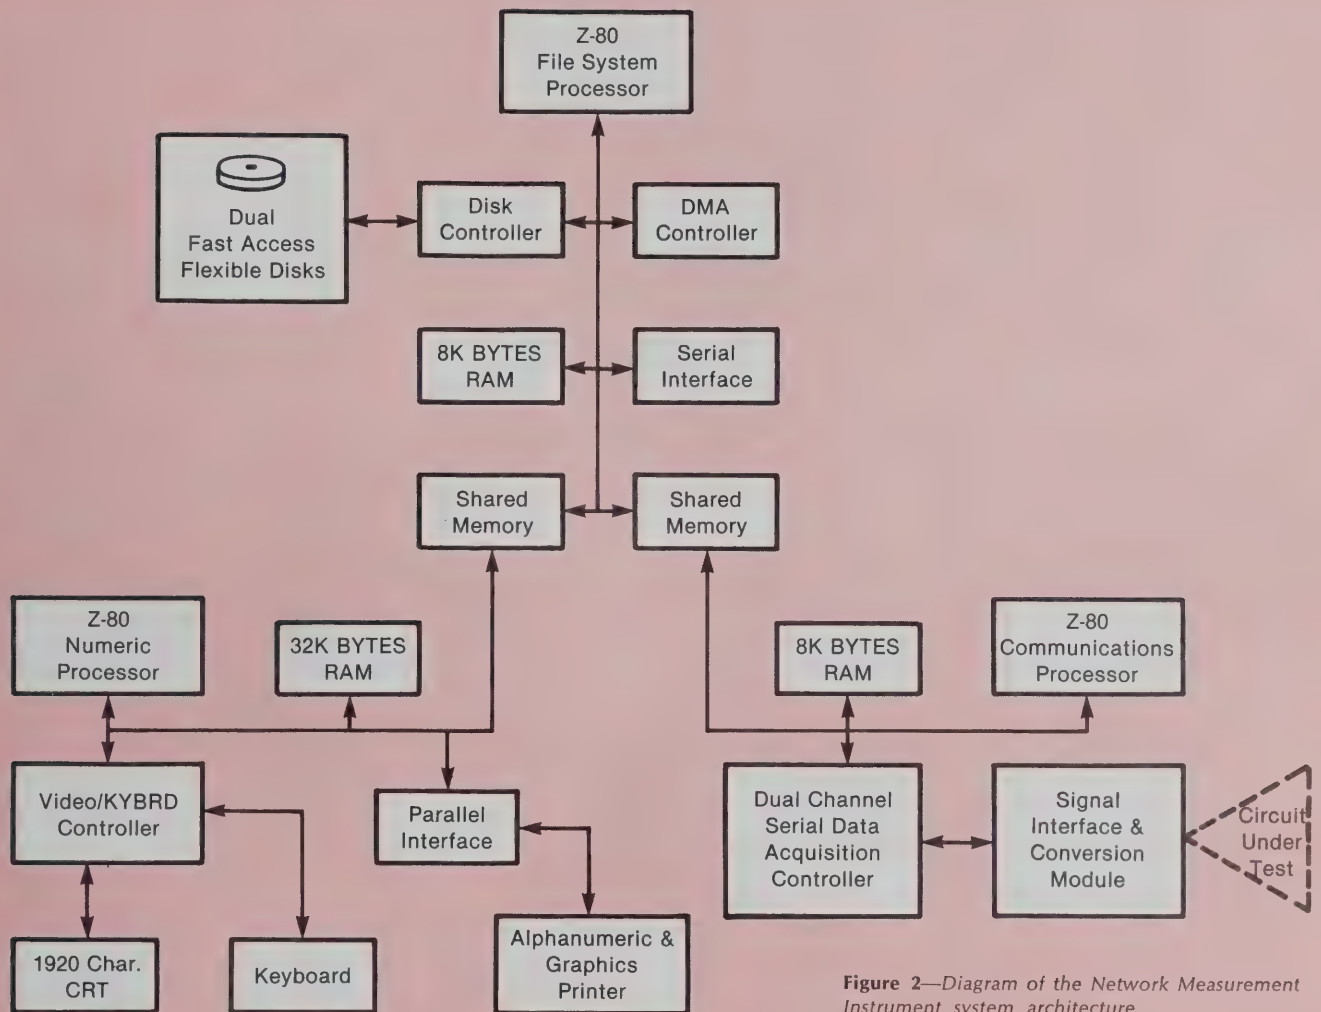 Z-80
File System
Processor
Dual
Fast Access
Flexible Disks
Disk
Controller
DMA
Controller
8K BYTES
RAM
Serial
Interface
Shared
Memory
Shared
Memory
Z-80
Numeric
Processor
32K BYTES
RAM
8K BYTES
RAM
Z-80
Communications
Processor
Video/KYBRD
Controller
Parallel
Interface
Dual Channel
Serial Data
Acquisition
Controller
Signal
Interface &
Conversion
Module
Circuit
Under
Test
1920 Char.
CRT
Keyboard
Alphanumeric &
Graphics
Printer
Figure 2—Diagram of the Network Measurement
Instrument system architecture